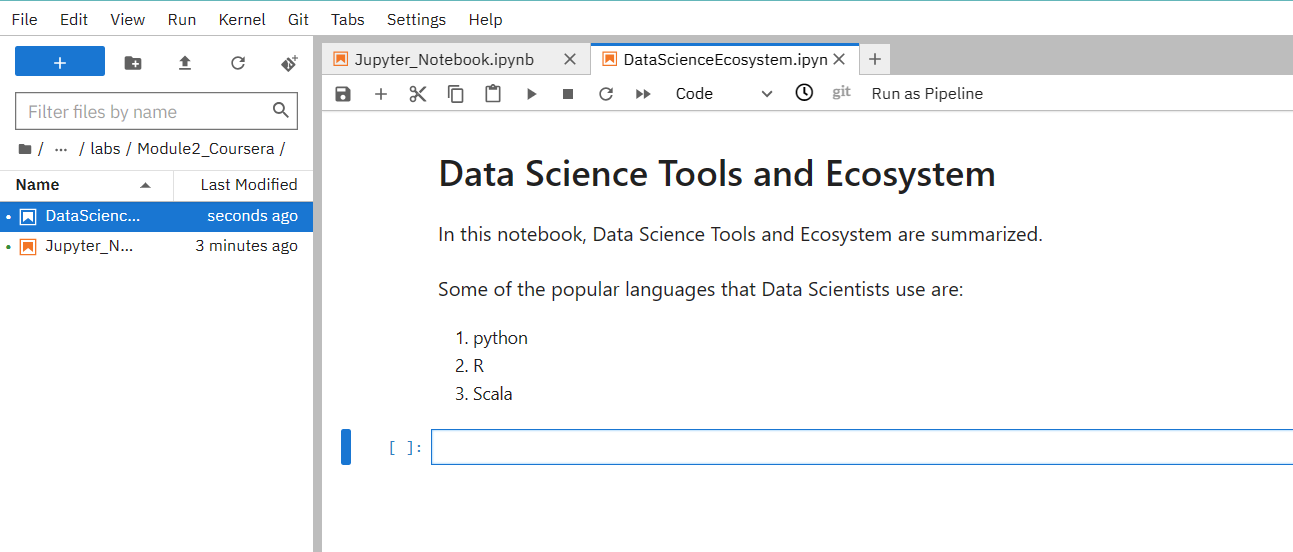 File Edit View Run Kernel Git Tabs Settings Help
+
Filter files by name
/ ... / labs / Module2_Coursera /
Name Last Modified
DataScienc... seconds ago
Jupyter_N... 3 minutes ago
Jupyter_Notebook.ipynb DataScienceEcosystem.ipyn +
Code git Run as Pipeline
Data Science Tools and Ecosystem
In this notebook, Data Science Tools and Ecosystem are summarized.
Some of the popular languages that Data Scientists use are:
1. python
2. R
3. Scala
[ ]: